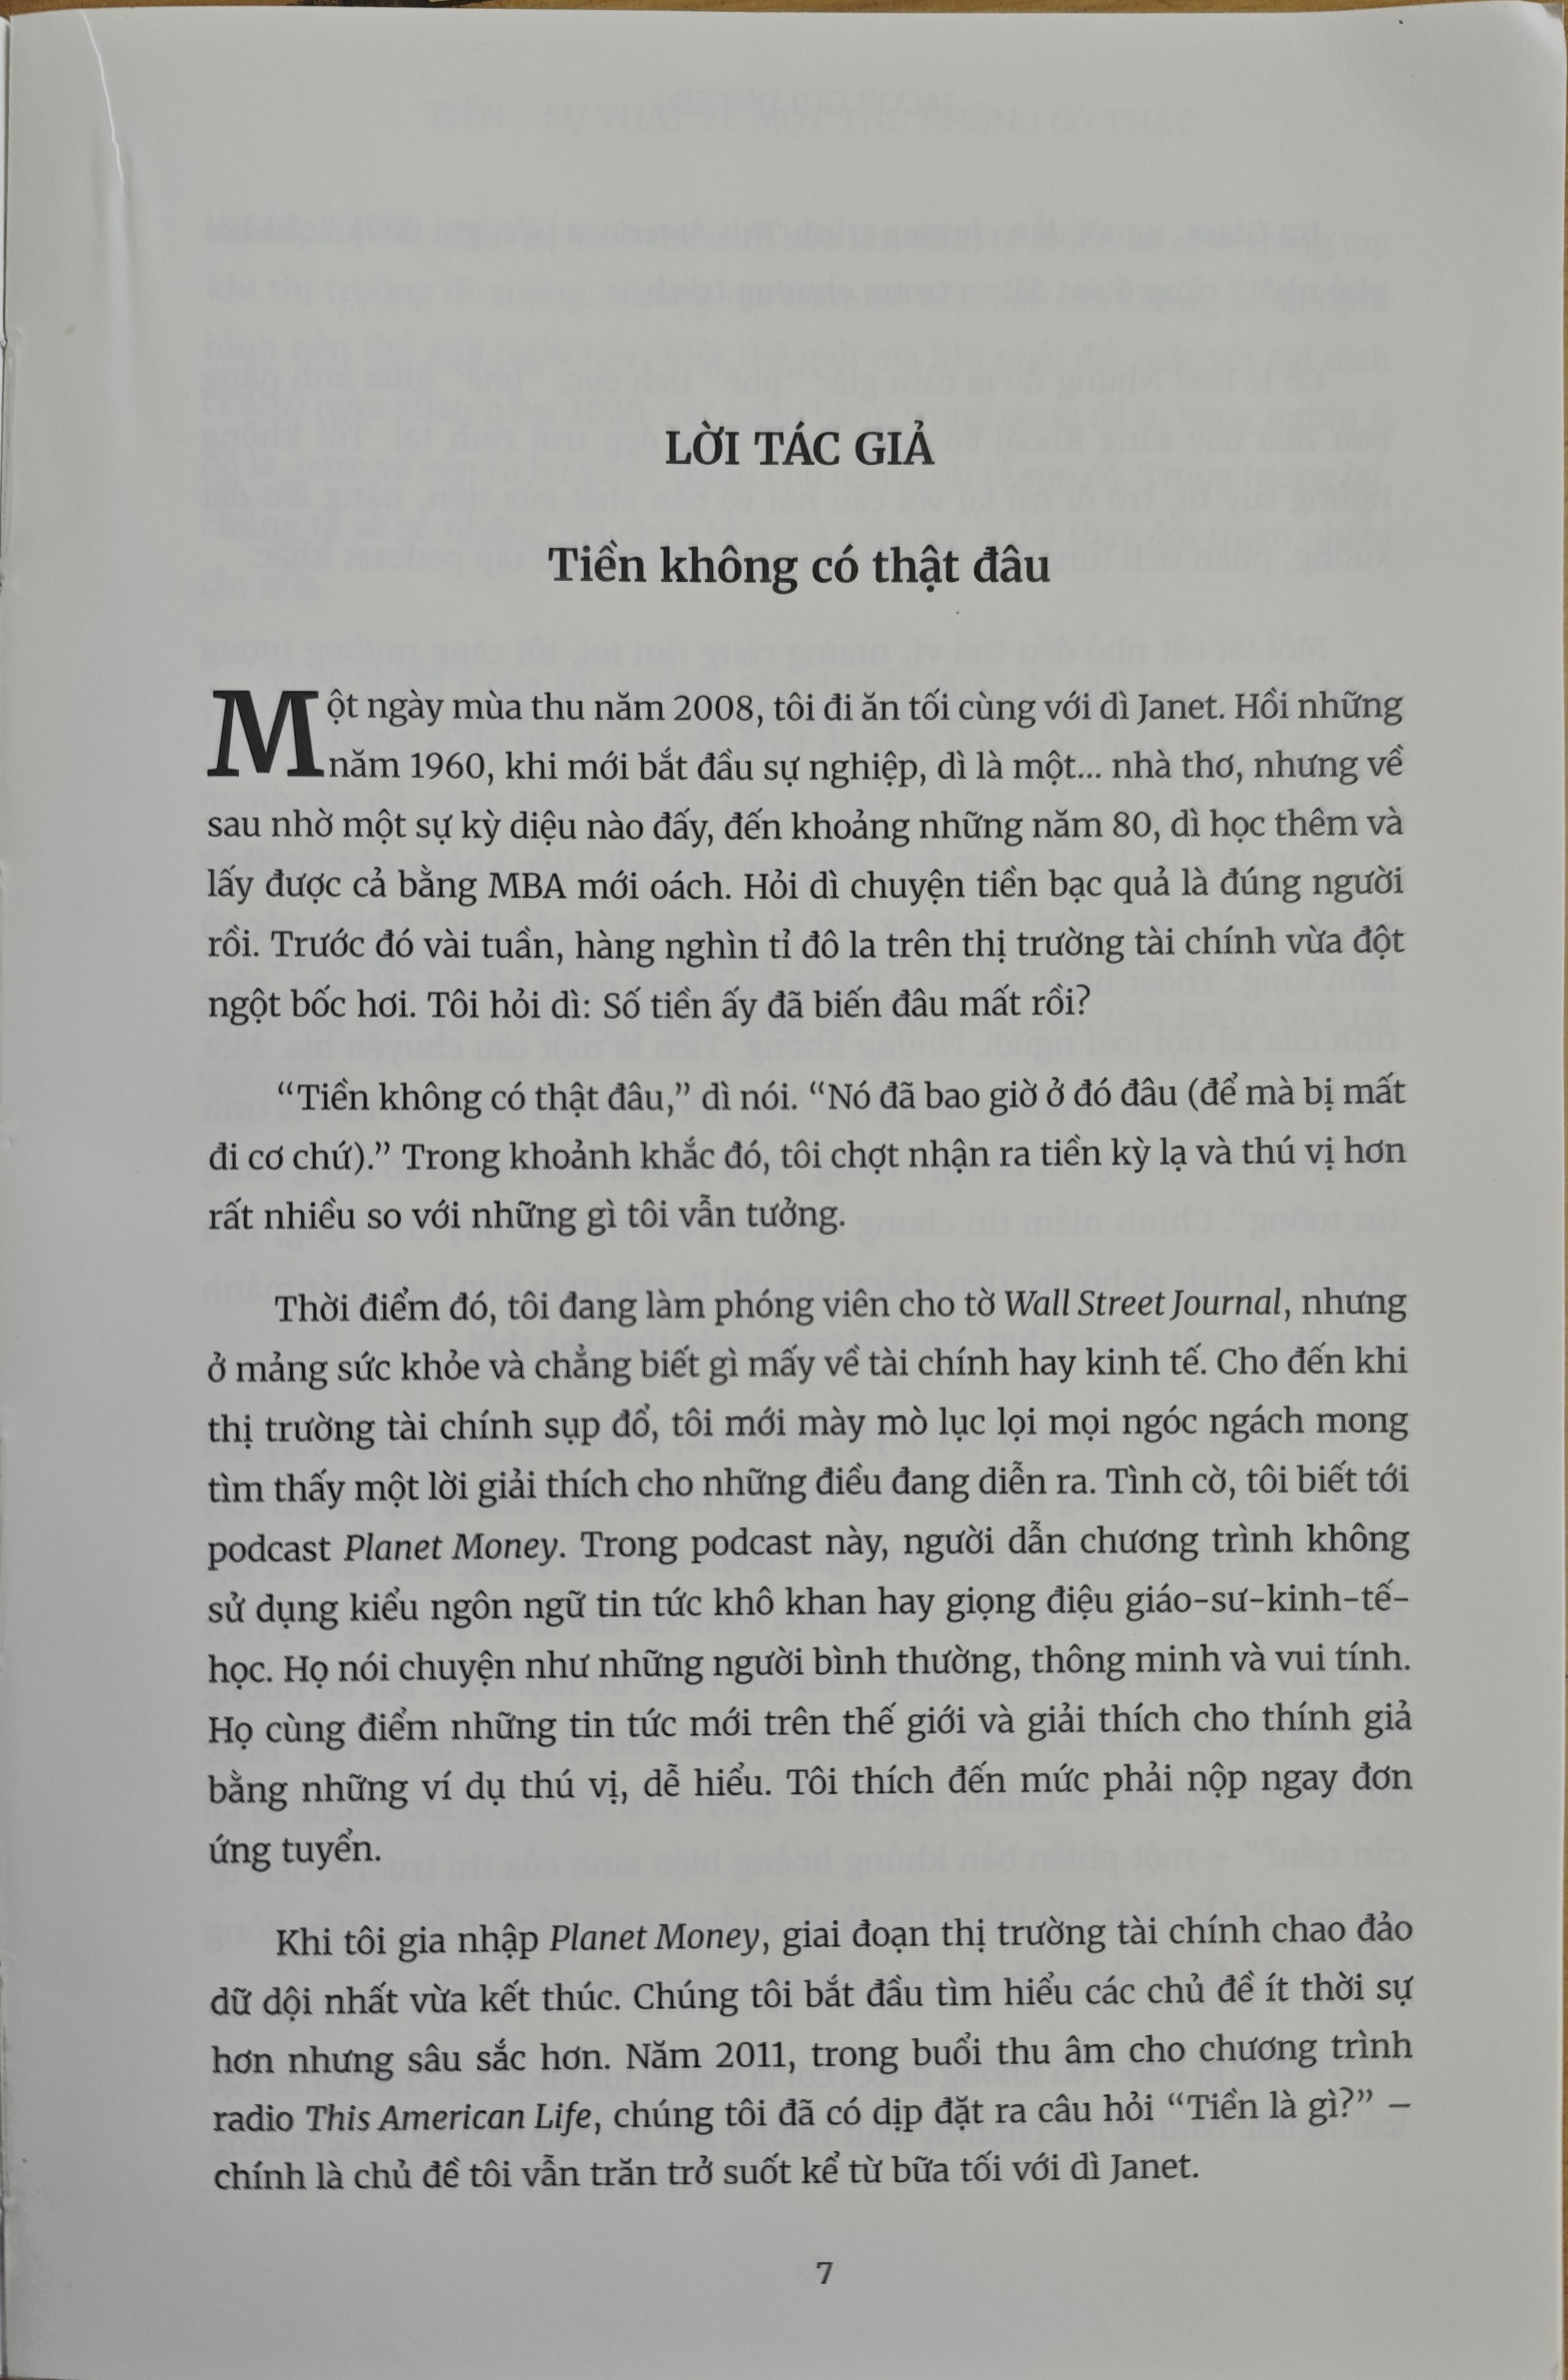 LỜI TÁC GIẢ
Tiền không có thật đâu
Một ngày mùa thu năm 2008, tôi đi ăn tối cùng với dì Janet. Hồi những
năm 1960, khi mới bắt đầu sự nghiệp, dì là một... nhà thơ, nhưng về
sau nhờ một sự kỳ diệu nào đấy, đến khoảng những năm 80, dì học thêm và
lấy được cả bằng MBA mới oách. Hỏi dì chuyện tiền bạc quả là đúng người
rồi. Trước đó vài tuần, hàng nghìn tỉ đô la trên thị trường tài chính vừa đột
ngột bốc hơi. Tôi hỏi dì: Số tiền ấy đã biến đâu mất rồi?
“Tiền không có thật đâu,” dì nói. “Nó đã bao giờ ở đó đâu (để mà bị mất
đi cơ chứ).” Trong khoảnh khắc đó, tôi chợt nhận ra tiền kỳ lạ và thú vị hơn
rất nhiều so với những gì tôi vẫn tưởng.
Thời điểm đó, tôi đang làm phóng viên cho tờ Wall Street Journal, nhưng
ở mảng sức khỏe và chẳng biết gì mấy về tài chính hay kinh tế. Cho đến khi
thị trường tài chính sụp đổ, tôi mới mày mò lục lọi mọi ngóc ngách mong
tìm thấy một lời giải thích cho những điều đang diễn ra. Tình cờ, tôi biết tới
podcast Planet Money. Trong podcast này, người dẫn chương trình không
sử dụng kiểu ngôn ngữ tin tức khô khan hay giọng điệu giáo-sư-kinh-tế-
học. Họ nói chuyện như những người bình thường, thông minh và vui tính.
Họ cùng điểm những tin tức mới trên thế giới và giải thích cho thính giả
bằng những ví dụ thú vị, dễ hiểu. Tôi thích đến mức phải nộp ngay đơn
ứng tuyển.
Khi tôi gia nhập Planet Money, giai đoạn thị trường tài chính chao đảo
dữ dội nhất vừa kết thúc. Chúng tôi bắt đầu tìm hiểu các chủ đề ít thời sự
hơn nhưng sâu sắc hơn. Năm 2011, trong buổi thu âm cho chương trình
radio This American Life, chúng tôi đã có dịp đặt ra câu hỏi “Tiền là gì?” –
chính là chủ đề tôi vẫn trăn trở suốt kể từ bữa tối với dì Janet.
7